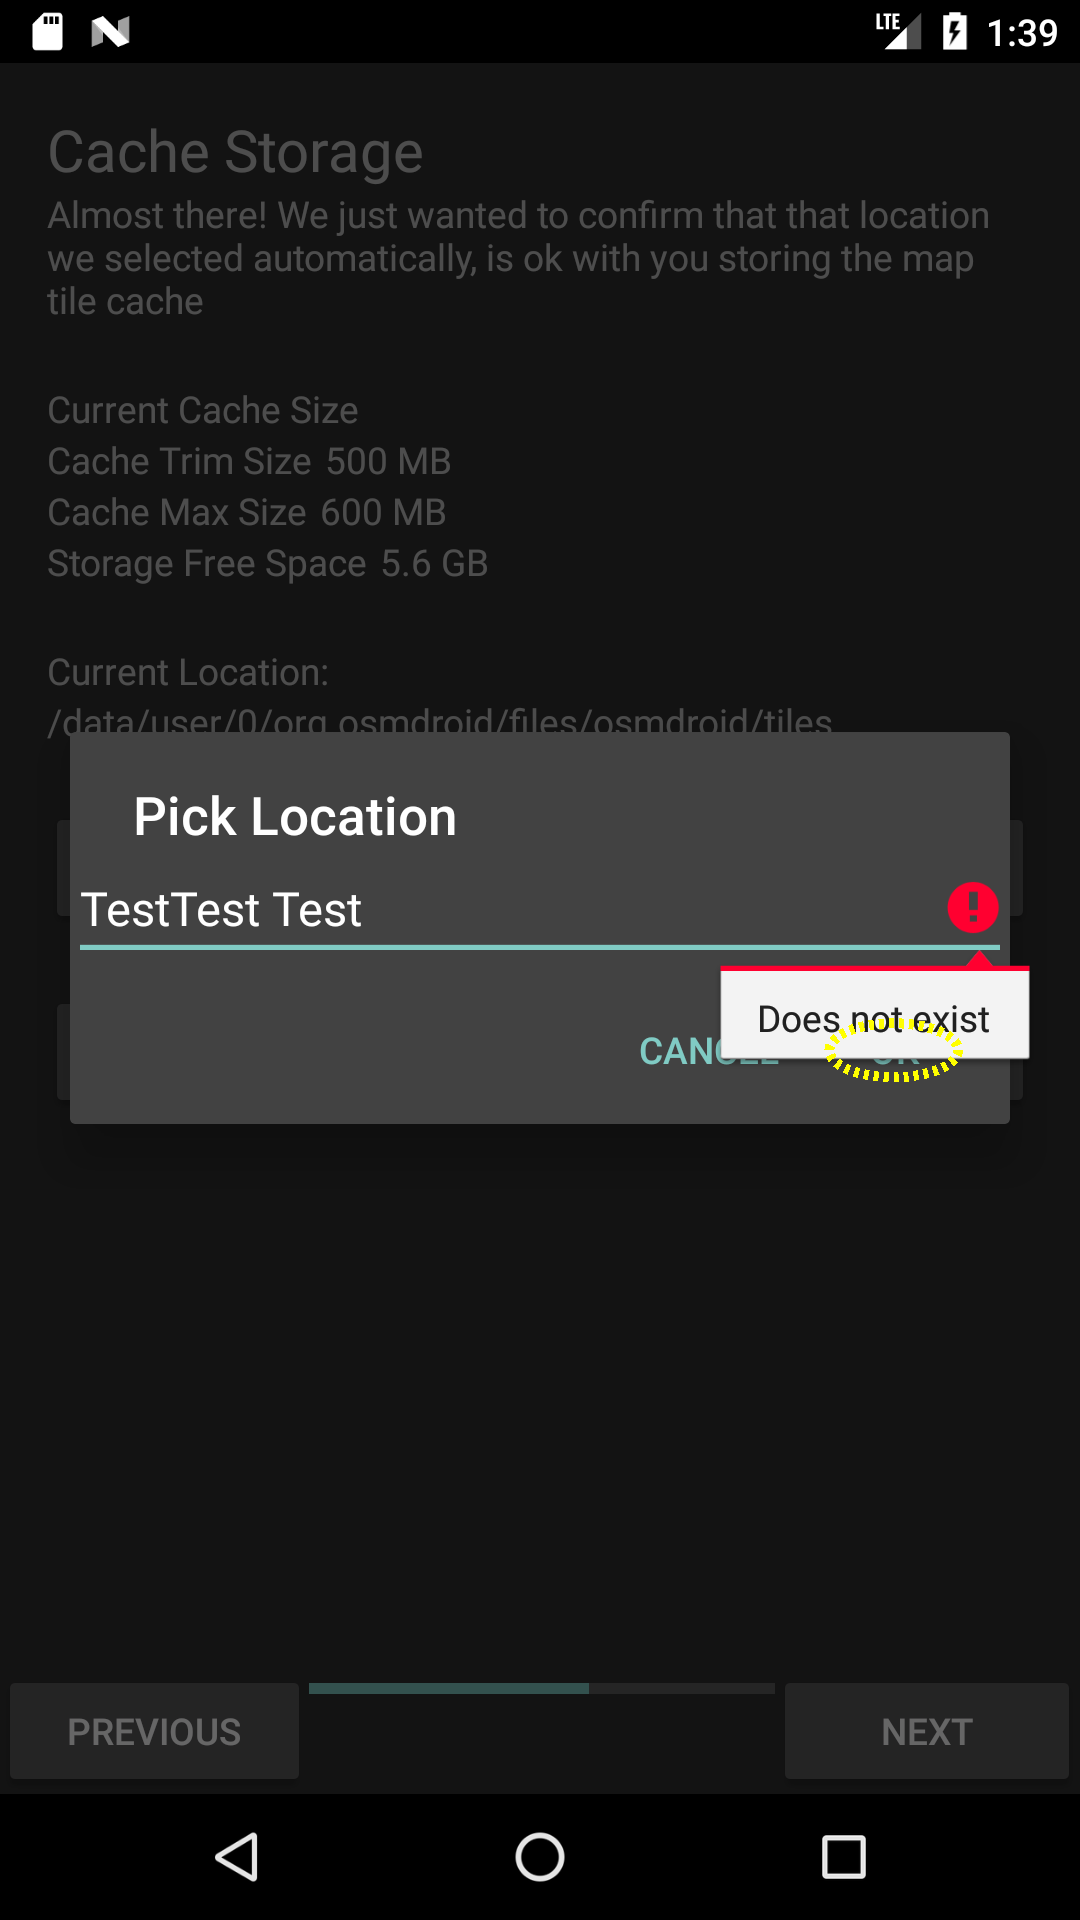 LTE 1:39
Cache Storage
Almost there! We just wanted to confirm that that location
we selected automatically, is ok with you storing the map
tile cache
Current Cache Size
Cache Trim Size 500 MB
Cache Max Size 600 MB
Storage Free Space 5.6 GB
Current Location:
/data/user/0/org.osmdroid/files/osmdroid/tiles
Pick Location
TestTest Test
Does not exist
CANCEL OK
PREVIOUS NEXT